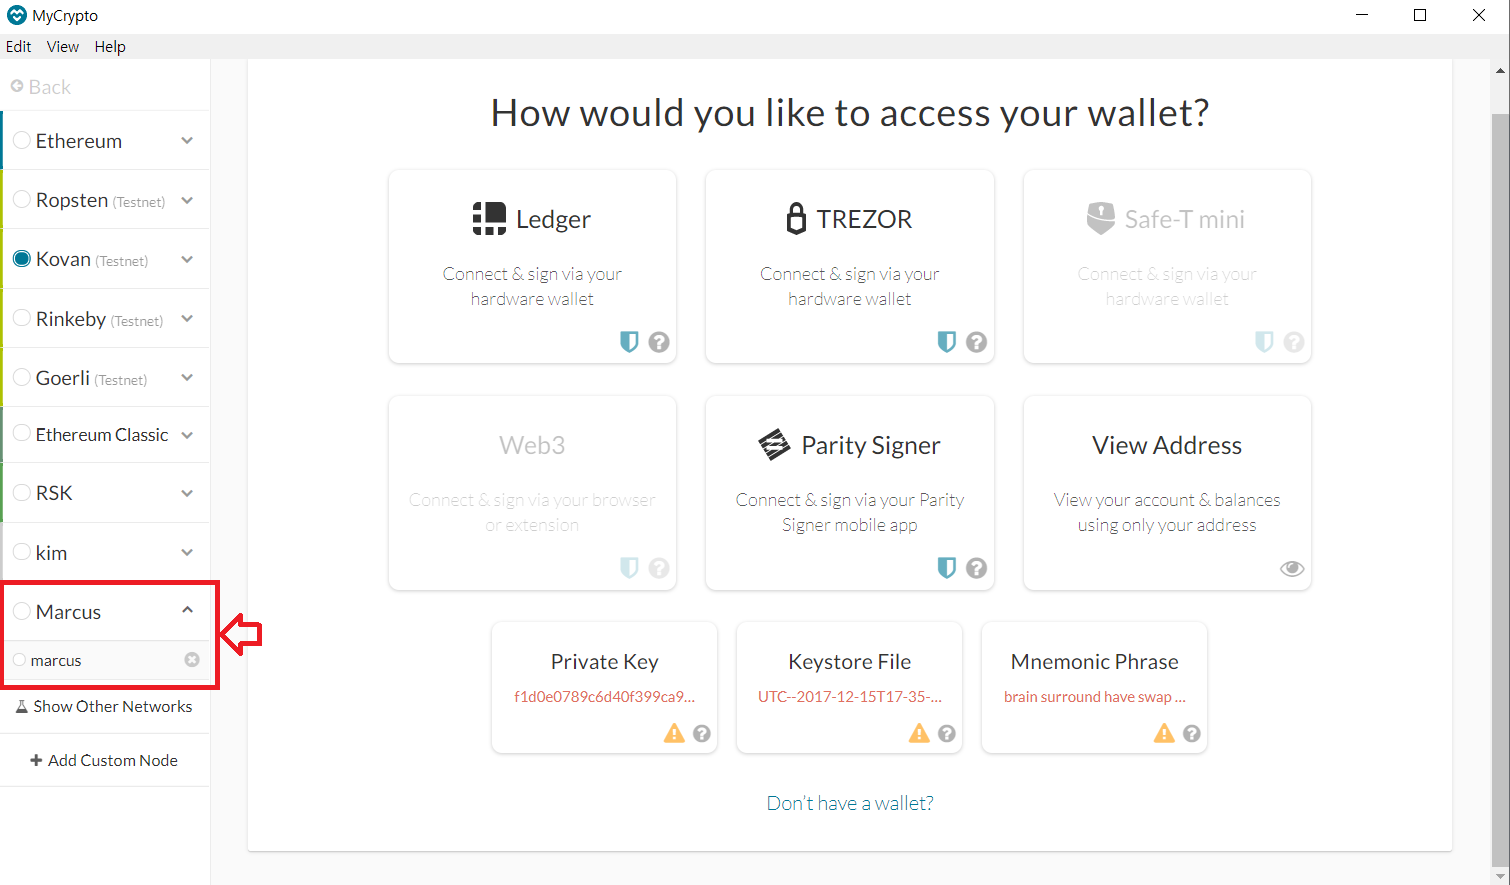 MyCrypto
Edit View Help
Back
Ethereum
Ropsten (Testnet)
Kovan (Testnet)
Rinkeby (Testnet)
Goerli (Testnet)
Ethereum Classic
RSK
kim
Marcus
marcus
Show Other Networks
Add Custom Node
How would you like to access your wallet?
Ledger
Connect & sign via your
hardware wallet
TREZOR
Connect & sign via your
hardware wallet
Safe-T mini
Connect & sign via your
hardware wallet
Web3
Connect & sign via your browser
or extension
Parity Signer
Connect & sign via your Parity
Signer mobile app
View Address
View your account & balances
using only your address
Private Key
f1d0e0789c6d40f399ca9...
Keystore File
UTC--2017-12-15T17-35-...
Mnemonic Phrase
brain surround have swap ...
Don't have a wallet?